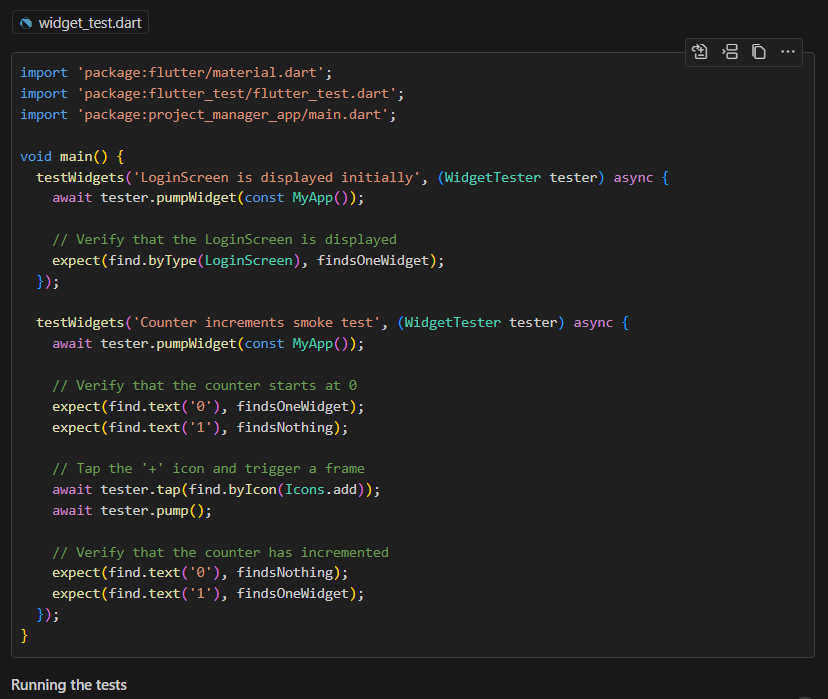 widget_test.dart
import 'package:flutter/material.dart';
import 'package:flutter_test/flutter_test.dart';
import 'package:project_manager_app/main.dart';
void main() {
  testWidgets('LoginScreen is displayed initially', (WidgetTester tester) async {
    await tester.pumpWidget(const MyApp());
    // Verify that the LoginScreen is displayed
    expect(find.byType(LoginScreen), findsOneWidget);
  });
  testWidgets('Counter increments smoke test', (WidgetTester tester) async {
    await tester.pumpWidget(const MyApp());
    // Verify that the counter starts at 0
    expect(find.text('0'), findsOneWidget);
    expect(find.text('1'), findsNothing);
    // Tap the '+' icon and trigger a frame
    await tester.tap(find.byIcon(Icons.add));
    await tester.pump();
    // Verify that the counter has incremented
    expect(find.text('0'), findsNothing);
    expect(find.text('1'), findsOneWidget);
  });
}
Running the tests